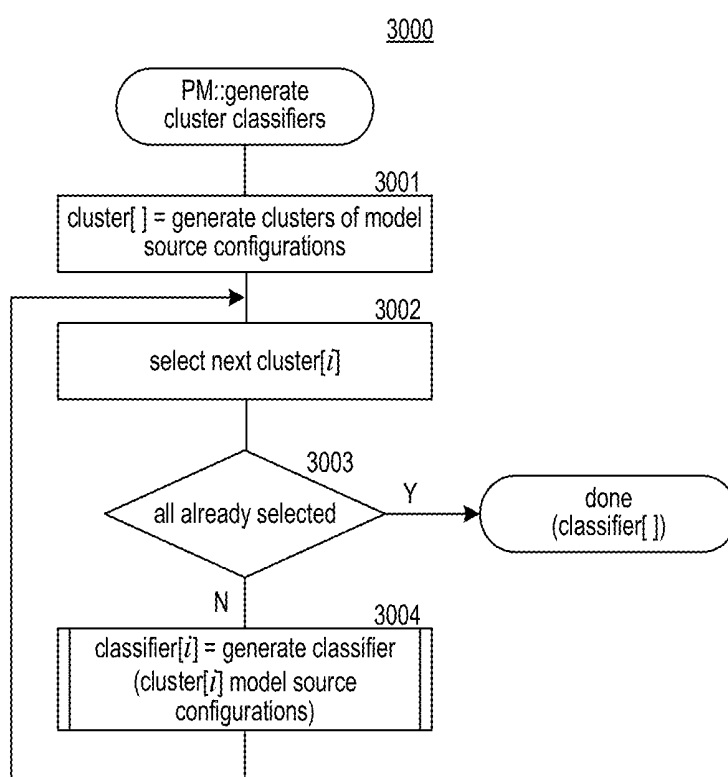 3000
PM::generate
cluster classifiers
3001
cluster[ ] = generate clusters of model
source configurations
3002
select next cluster[i]
3003
all already selected
Y
done
(classifier[ ])
N
3004
classifier[i] = generate classifier
(cluster[i] model source
configurations)